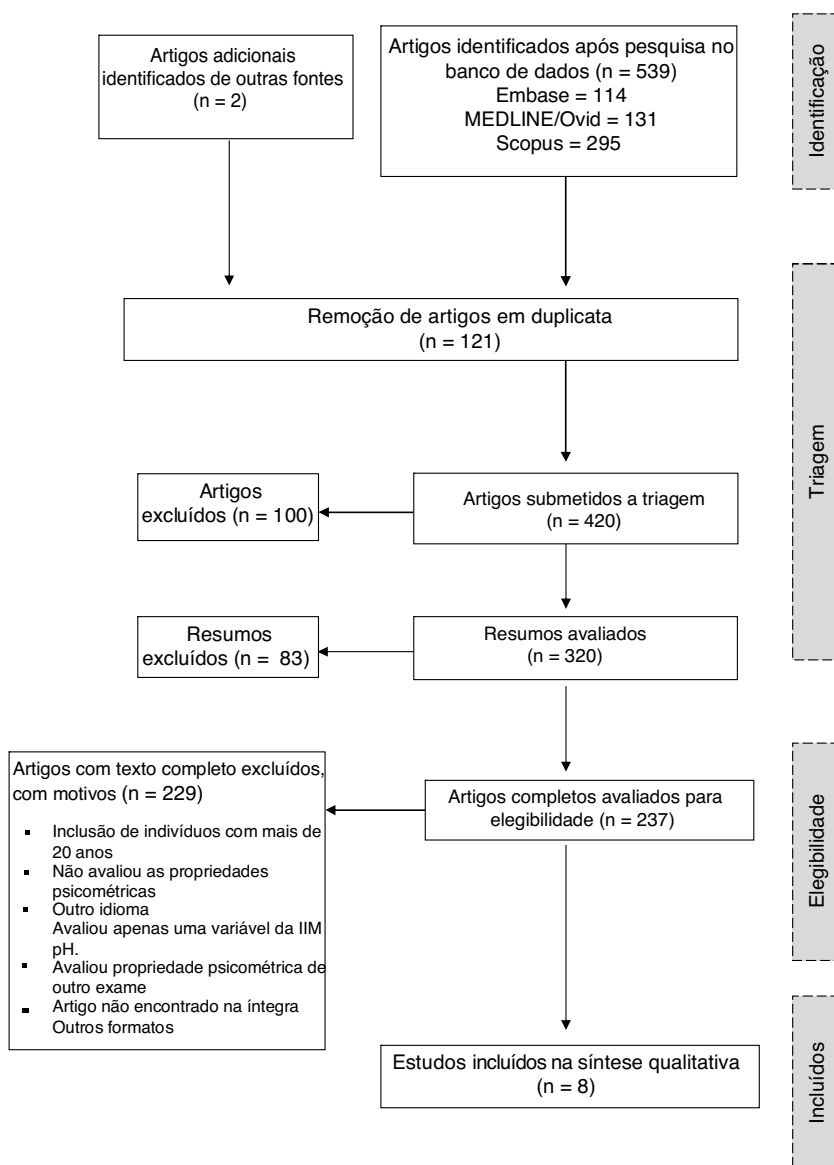 Artigos adicionais
identificados de outras fontes
(n = 2)
Artigos identificados após pesquisa no
banco de dados (n = 539)
Embase = 114
MEDLINE/Ovid = 131
Scopus = 295
Identificação
Remoção de artigos em duplicata
(n = 121)
Artigos
excluídos (n = 100)
Artigos submetidos a triagem
(n = 420)
Resumos
excluídos (n = 83)
Resumos avaliados
(n = 320)
Triagem
Artigos com texto completo excluídos,
com motivos (n = 229)
▪ Inclusão de indivíduos com mais de
20 anos
▪ Não avaliou as propriedades
psicométricas
▪ Outro idioma
Avaliou apenas uma variável da IIM
pH.
▪ Avaliou propriedade psicométrica de
outro exame
▪ Artigo não encontrado na íntegra
Outros formatos
Artigos completos avaliados para
elegibilidade (n = 237)
Elegibilidade
Estudos incluídos na síntese qualitativa
(n = 8)
Incluídos